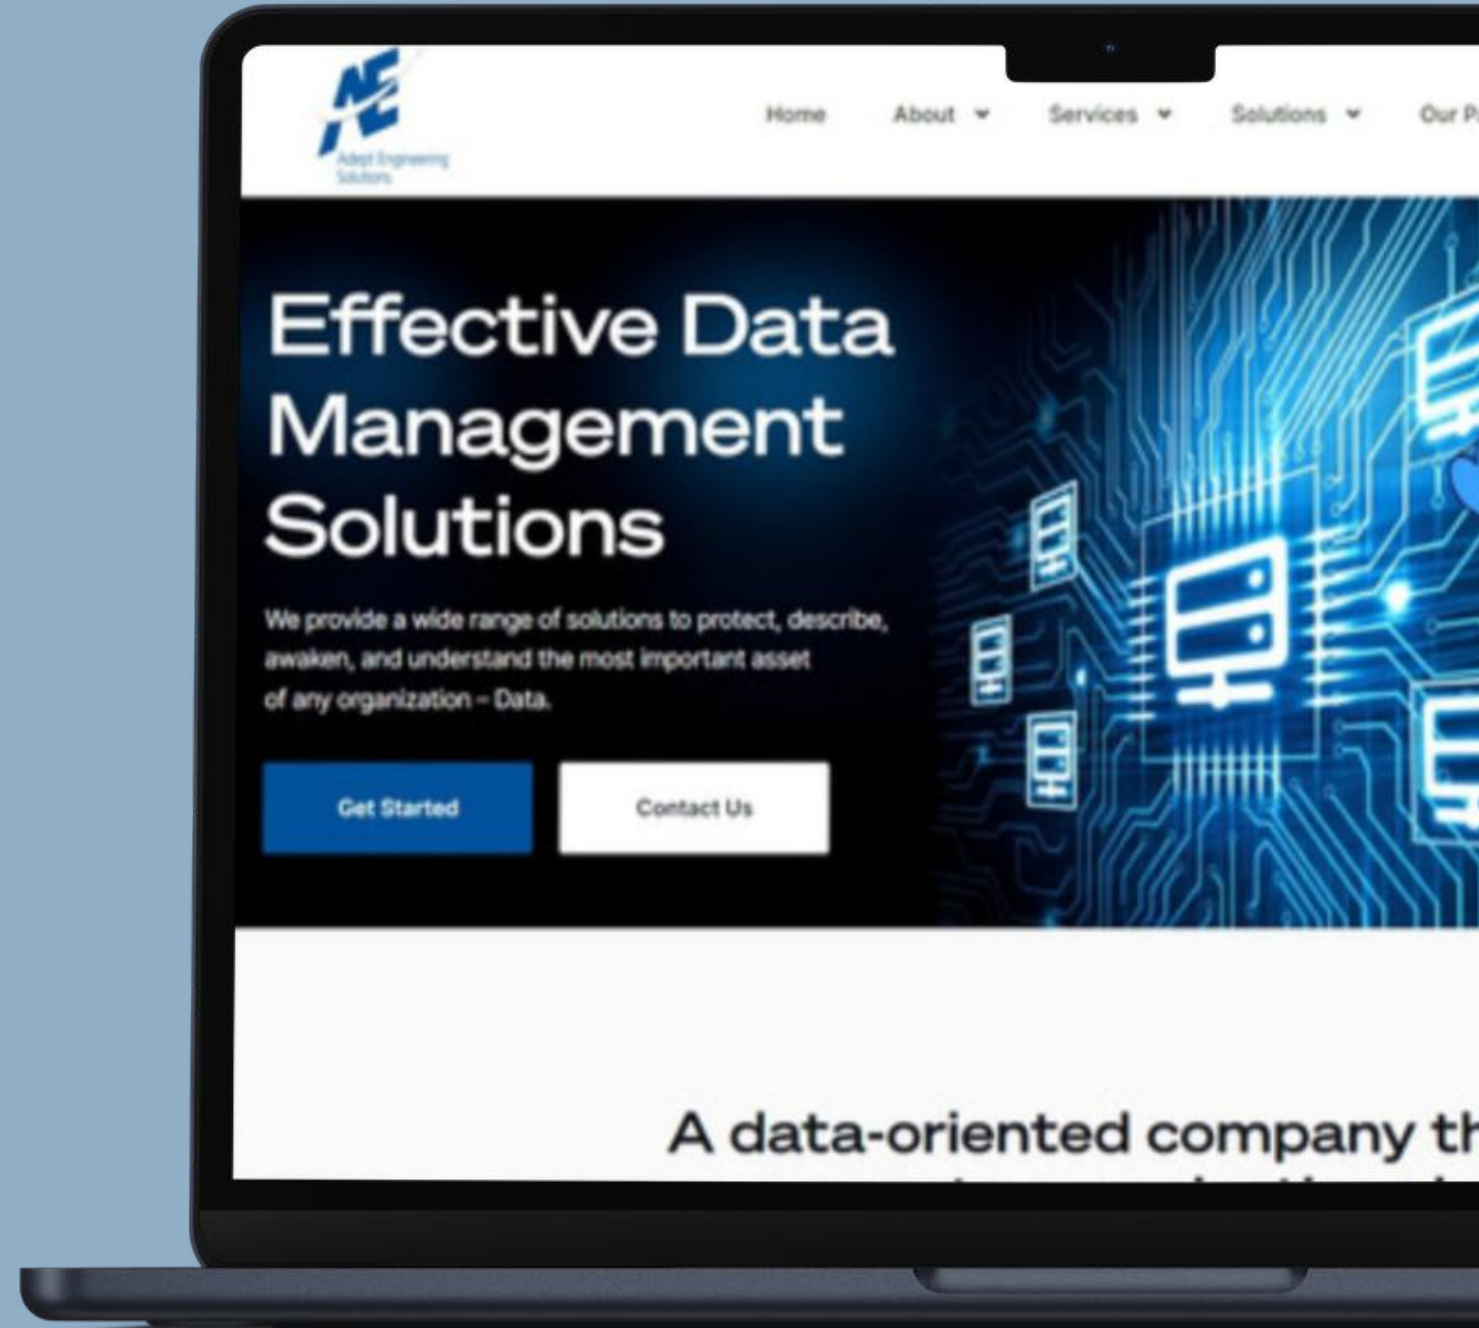 Adept Engineering
Solutions
Home About Services Solutions Our
Effective Data
Management
Solutions
We provide a wide range of solutions to protect, describe,
awaken, and understand the most important asset
of any organization – Data.
Get Started Contact Us
A data-oriented company